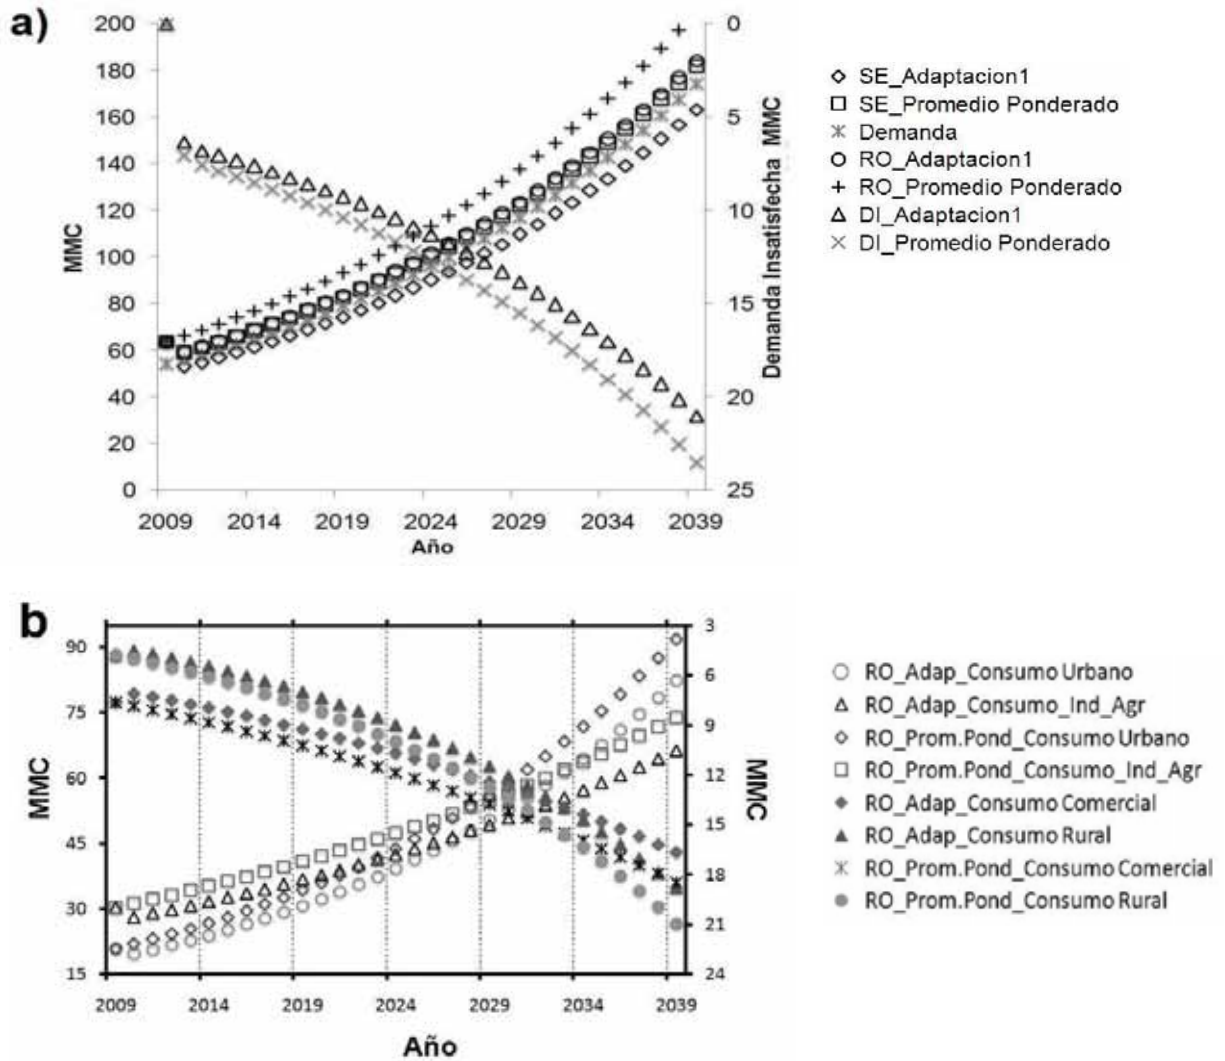 a)
200
180
160
140
120
100
80
60
40
20
0
MMC
0
5
10
15
20
25
Demanda Insatisfecha MMC
2009 2014 2019 2024 2029 2034 2039
Año
SE_Adaptacion1
SE_Promedio Ponderado
Demanda
RO_Adaptacion1
RO_Promedio Ponderado
DI_Adaptacion1
DI_Promedio Ponderado
b
90
75
60
45
30
15
MMC
3
6
9
12
15
18
21
24
MMC
2009 2014 2019 2024 2029 2034 2039
Año
RO_Adap_Consumo Urbano
RO_Adap_Consumo_Ind_Agr
RO_Prom.Pond_Consumo Urbano
RO_Prom.Pond_Consumo_Ind_Agr
RO_Adap_Consumo Comercial
RO_Adap_Consumo Rural
RO_Prom.Pond_Consumo Comercial
RO_Prom.Pond_Consumo Rural